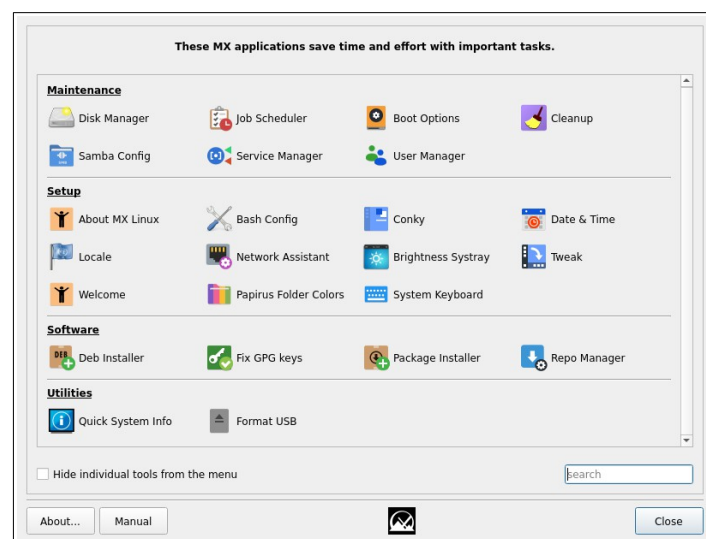 These MX applications save time and effort with important tasks.
Maintenance
Disk Manager Job Scheduler Boot Options Cleanup
Samba Config Service Manager User Manager
Setup
About MX Linux Bash Config Conky Date & Time
Locale Network Assistant Brightness Systray Tweak
Welcome Papirus Folder Colors System Keyboard
Software
DEB Deb Installer Fix GPG keys Package Installer Repo Manager
Utilities
Quick System Info Format USB
Hide individual tools from the menu search
About... Manual Close